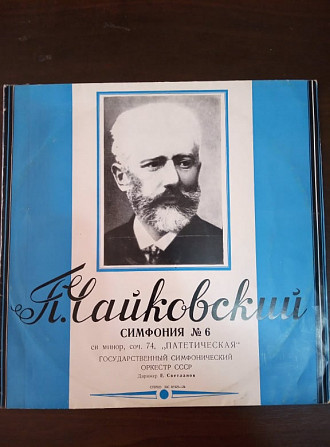 П. Чайковский
СИМФОНИЯ № 6
си минор, соч. 74, „ПАТЕТИЧЕСКАЯ“
ГОСУДАРСТВЕННЫЙ СИМФОНИЧЕСКИЙ
ОРКЕСТР СССР
Дирижер Е. Светланов